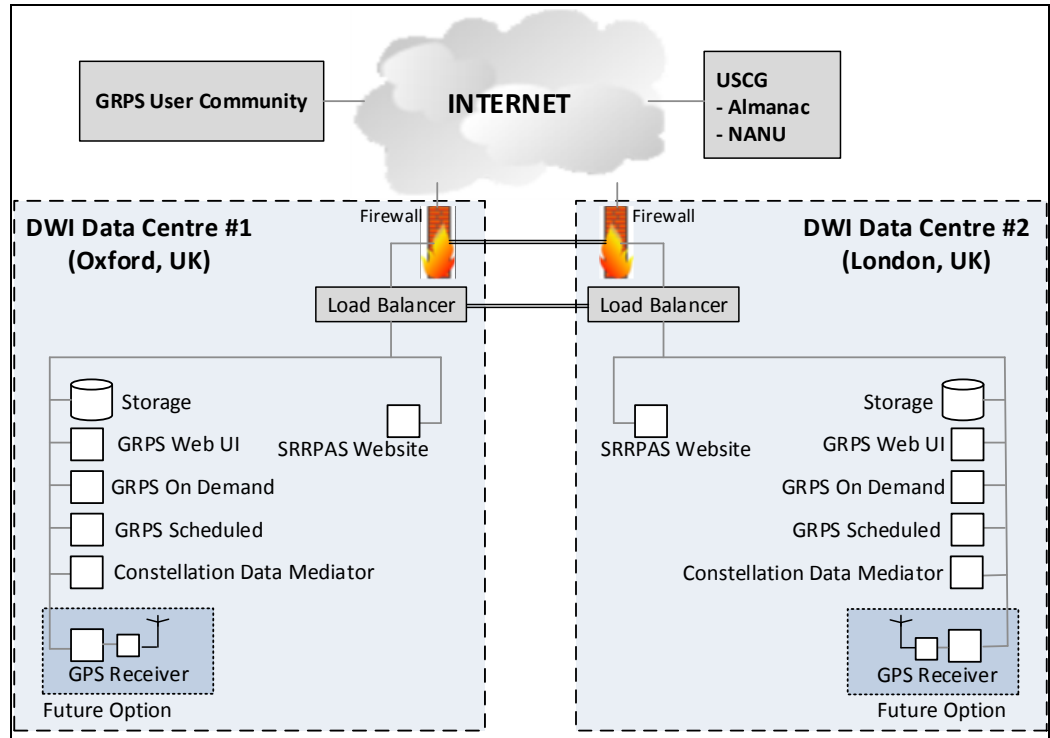 GRPS User Community
INTERNET
USCG
- Almanac
- NANU
Firewall
Firewall
DWI Data Centre #1
(Oxford, UK)
DWI Data Centre #2
(London, UK)
Load Balancer
Load Balancer
Storage
GRPS Web UI
SRRPAS Website
GRPS On Demand
GRPS Scheduled
Constellation Data Mediator
GPS Receiver
Future Option
SRRPAS Website
Storage
GRPS Web UI
GRPS On Demand
GRPS Scheduled
Constellation Data Mediator
GPS Receiver
Future Option